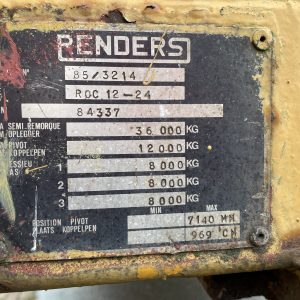 RENDERS
85/3214
ROC 12-24
84337
SEMI.REMORQUE
OPLEGGER 36 000 KG
PIVOT
KOPPELPEN 12 000 KG
ESSIEU
AS 1 8 000 KG
2 8 000 KG
3 8 000 KG
MIN MAX
POSITION PIVOT
PLAATS KOPPELPEN 7140 MM
969 CN